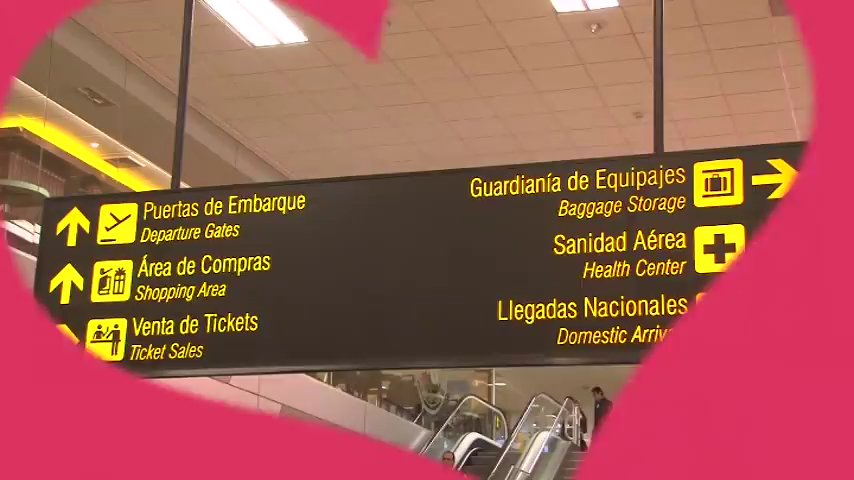 Puertas de Embarque
Departure Gates
Área de Compras
Shopping Area
Venta de Tickets
Ticket Sales
Guardianía de Equipajes
Baggage Storage
Sanidad Aérea
Health Center
Llegadas Nacionales
Domestic